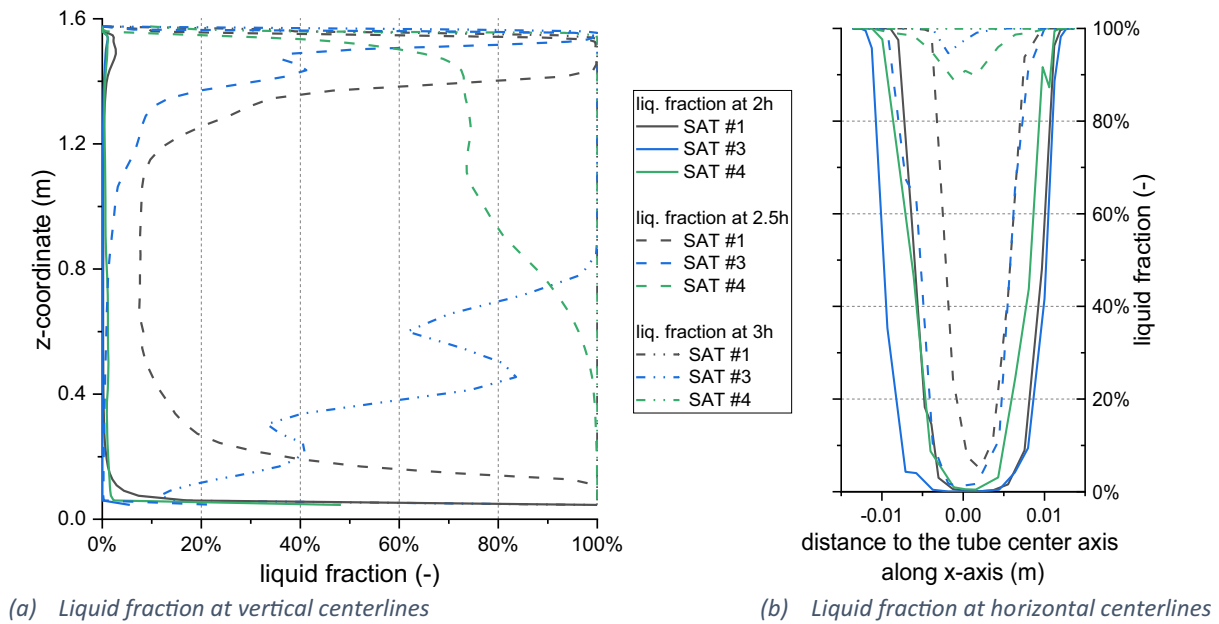 1.6
1.2
0.8
0.4
0.0
z-coordinate (m)
0%
20%
40%
60%
80%
100%
liquid fraction (-)
(a) Liquid fraction at vertical centerlines
liq. fraction at 2h
SAT #1
SAT #3
SAT #4
liq. fraction at 2.5h
SAT #1
SAT #3
SAT #4
liq. fraction at 3h
SAT #1
SAT #3
SAT #4
100%
80%
60%
40%
20%
0%
liquid fraction (-)
-0.01
0.00
0.01
distance to the tube center axis
along x-axis (m)
(b) Liquid fraction at horizontal centerlines